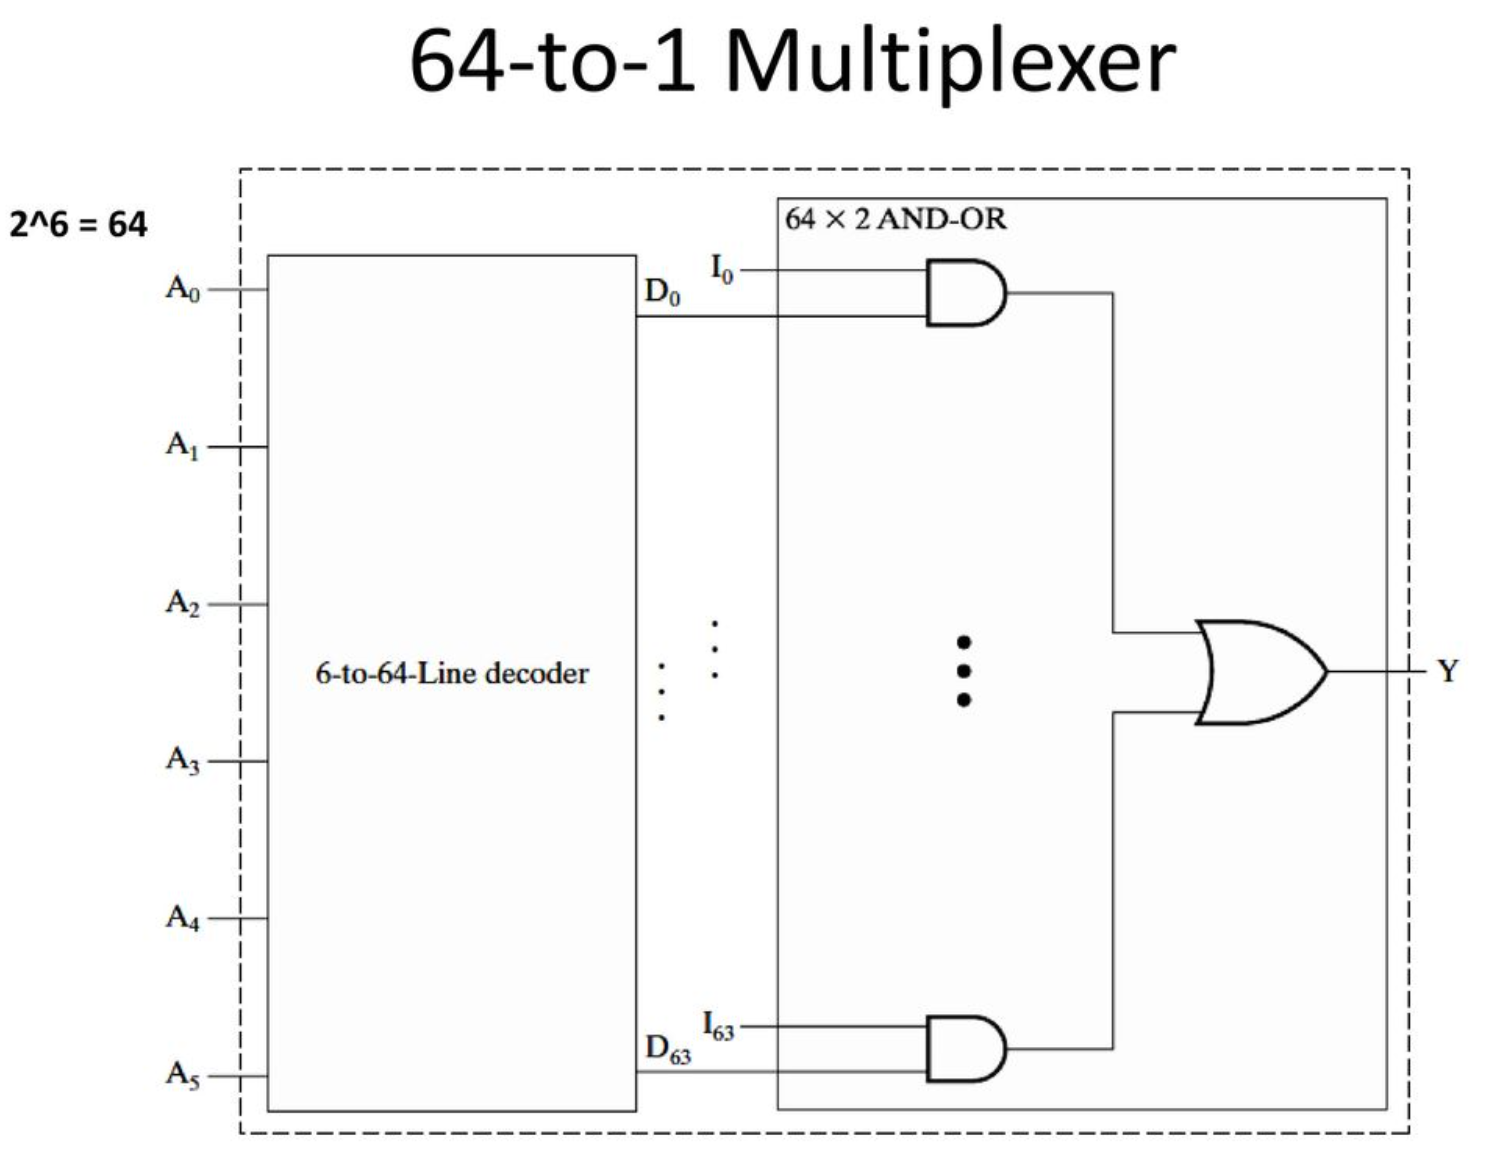 64-to-1 Multiplexer
2^6 = 64
64 × 2 AND-OR
I₀
A₀
D₀
A₁
A₂
6-to-64-Line decoder
Y
A₃
A₄
I₆₃
D₆₃
A₅